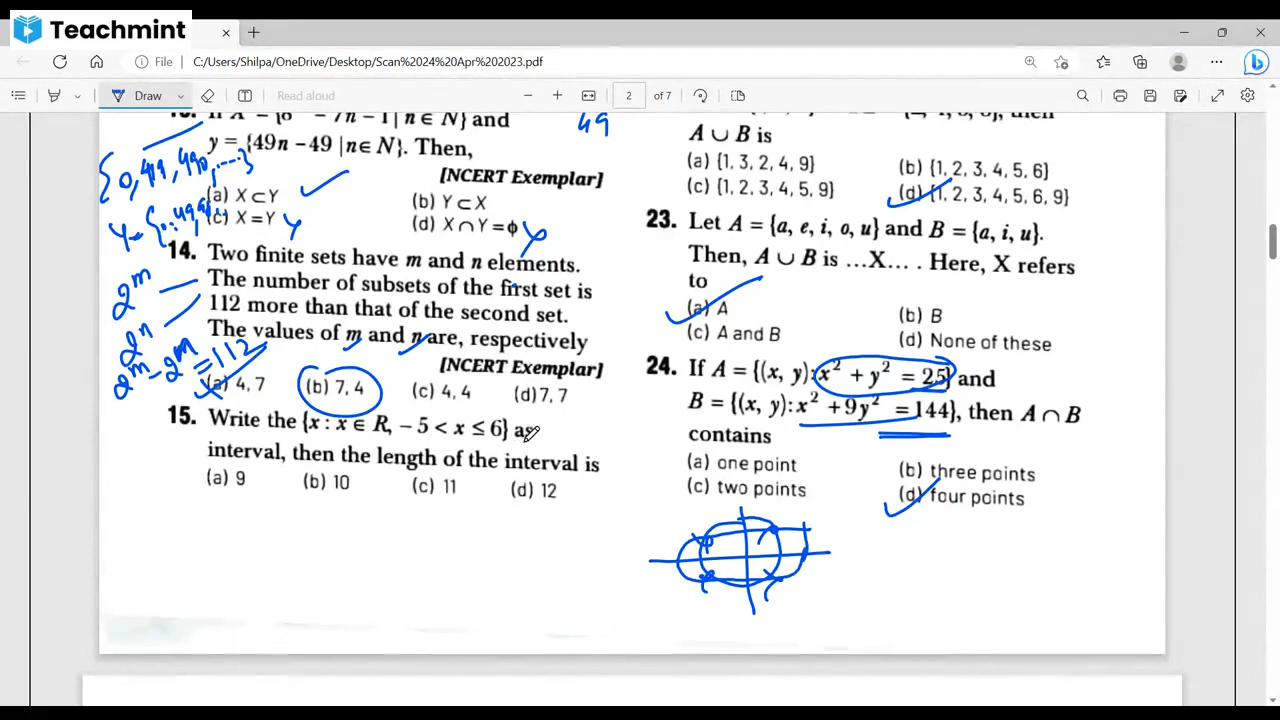 Teachmint
File
C:/Users/Shilpa/OneDrive/Desktop/Scan%2024%20Apr%202023.pdf
Draw
Read aloud
2
of 7
y = {49n – 49 | n ∈ N}. Then,
49
{0, 49, 490, ....}
[NCERT Exemplar]
(a) X ⊂ Y
(b) Y ⊂ X
(c) X = Y
(d) X ∩ Y = ϕ
14. Two finite sets have m and n elements.
The number of subsets of the first set is
112 more than that of the second set.
The values of m and n are, respectively
[NCERT Exemplar]
(a) 4, 7
(b) 7, 4
(c) 4, 4
(d) 7, 7
2^m
2^n
2^m – 2^m = 112
15. Write the {x : x ∈ R, – 5 < x ≤ 6} as
interval, then the length of the interval is
(a) 9
(b) 10
(c) 11
(d) 12
A ∪ B is
(a) {1, 3, 2, 4, 9}
(b) {1, 2, 3, 4, 5, 6}
(c) {1, 2, 3, 4, 5, 9}
(d) {1, 2, 3, 4, 5, 6, 9}
23. Let A = {a, e, i, o, u} and B = {a, i, u}.
Then, A ∪ B is ...X... . Here, X refers
to
(a) A
(b) B
(c) A and B
(d) None of these
24. If A = {(x, y) : x² + y² = 25} and
B = {(x, y) : x² + 9y² = 144}, then A ∩ B
contains
(a) one point
(b) three points
(c) two points
(d) four points